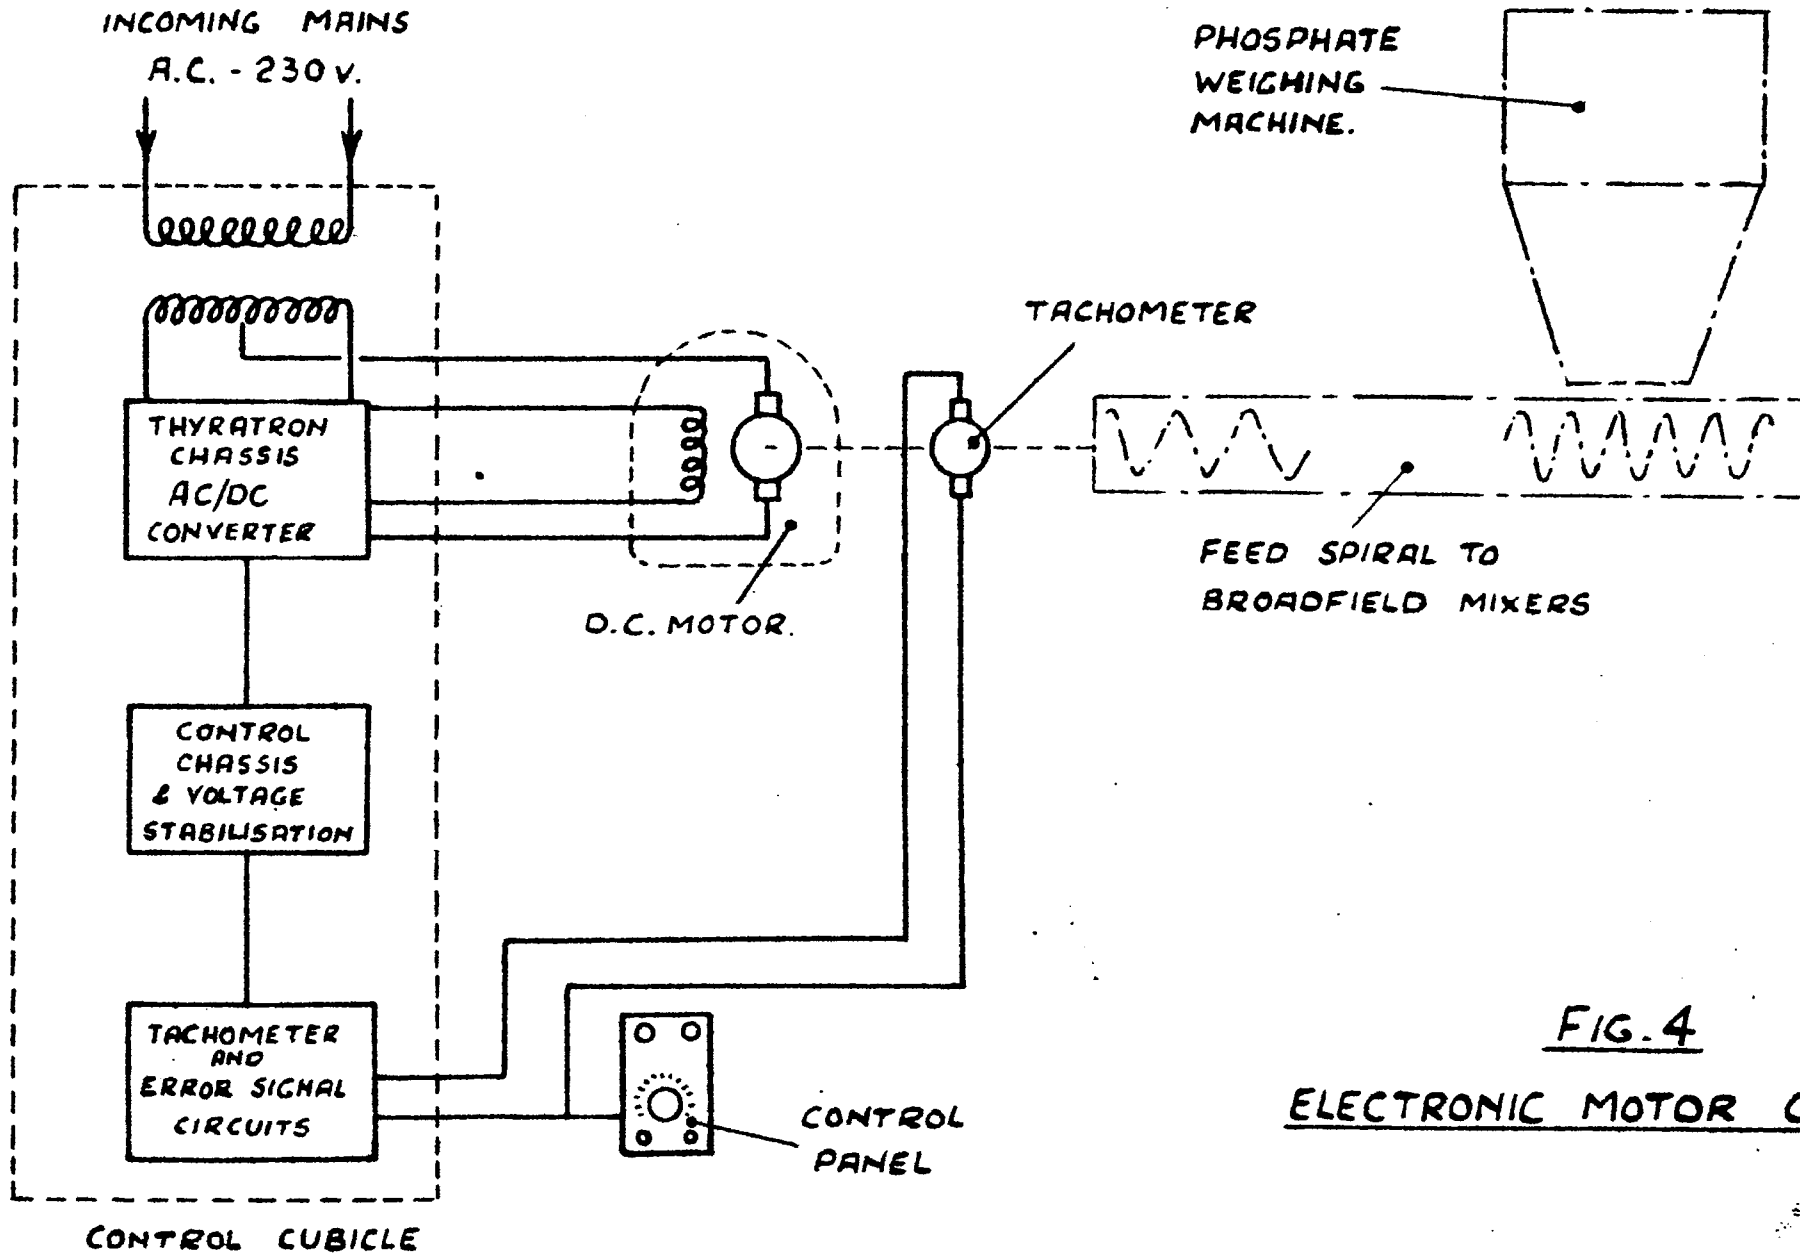 INCOMING MAINS
A.C. - 230 V.
PHOSPHATE
WEIGHING
MACHINE.
TACHOMETER
THYRATRON
CHASSIS
AC/DC
CONVERTER
D.C. MOTOR.
FEED SPIRAL TO
BROADFIELD MIXERS
CONTROL
CHASSIS
& VOLTAGE
STABILISATION
TACHOMETER
AND
ERROR SIGNAL
CIRCUITS
CONTROL
PANEL
CONTROL CUBICLE
FIG. 4
ELECTRONIC MOTOR